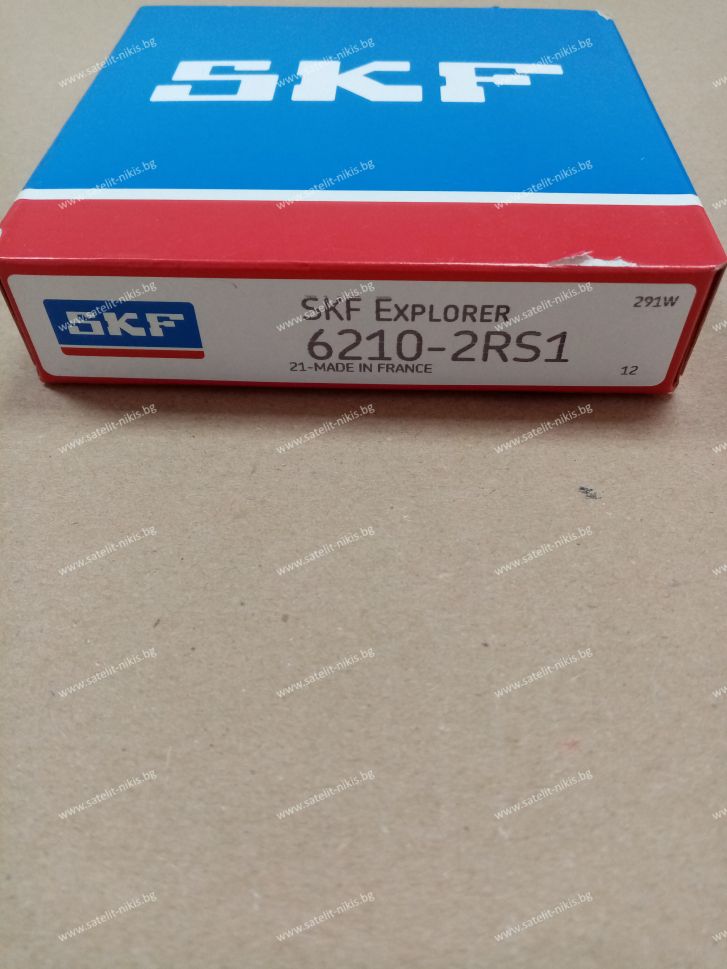 SKF
SKF
SKF EXPLORER
6210-2RS1
21-MADE IN FRANCE
291W
12
www.satelit-nikis.bg